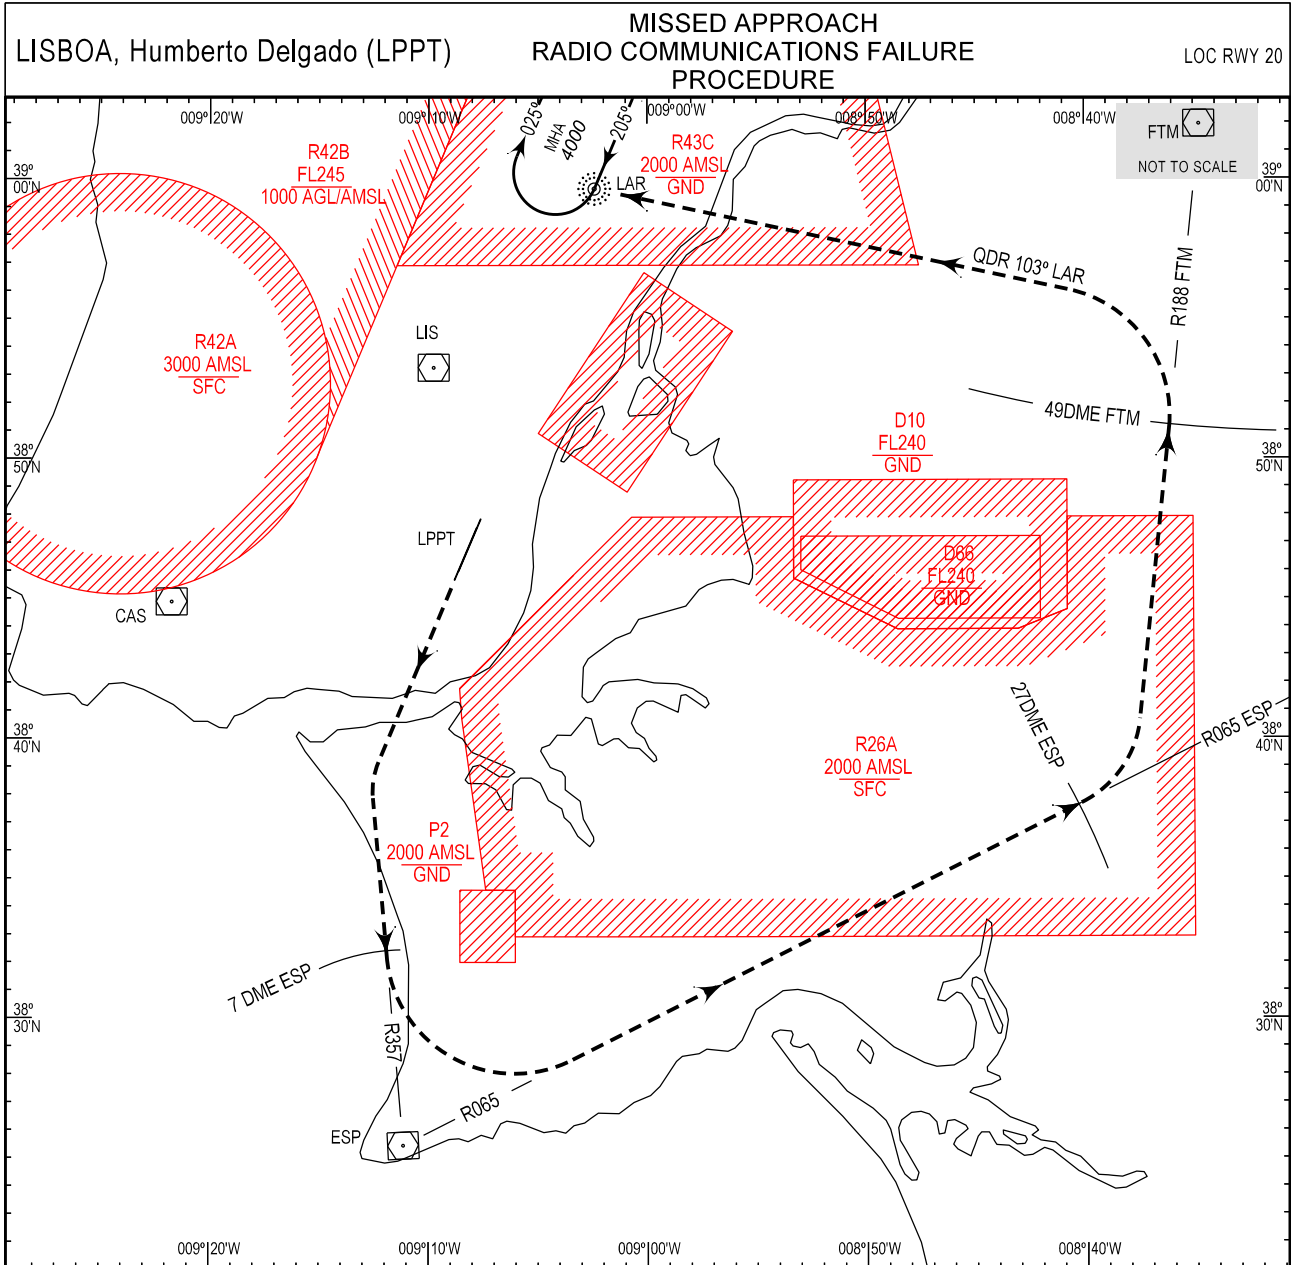 LISBOA, Humberto Delgado (LPPT)
MISSED APPROACH
RADIO COMMUNICATIONS FAILURE
PROCEDURE
LOC RWY 20
009°20'W
009°10'W
009°00'W
008°50'W
008°40'W
FTM
NOT TO SCALE
39°
00'N
39°
00'N
025°
MHA
4000
205°
LAR
R42B
FL245
1000 AGL/AMSL
R43C
2000 AMSL
GND
QDR 103° LAR
R188 FTM
R42A
3000 AMSL
SFC
LIS
49DME FTM
D10
FL240
GND
38°
50'N
38°
50'N
LPPT
D66
FL240
GND
CAS
27DME ESP
R065 ESP
38°
40'N
38°
40'N
R26A
2000 AMSL
SFC
P2
2000 AMSL
GND
7 DME ESP
R357
38°
30'N
38°
30'N
R065
ESP
009°20'W
009°10'W
009°00'W
008°50'W
008°40'W